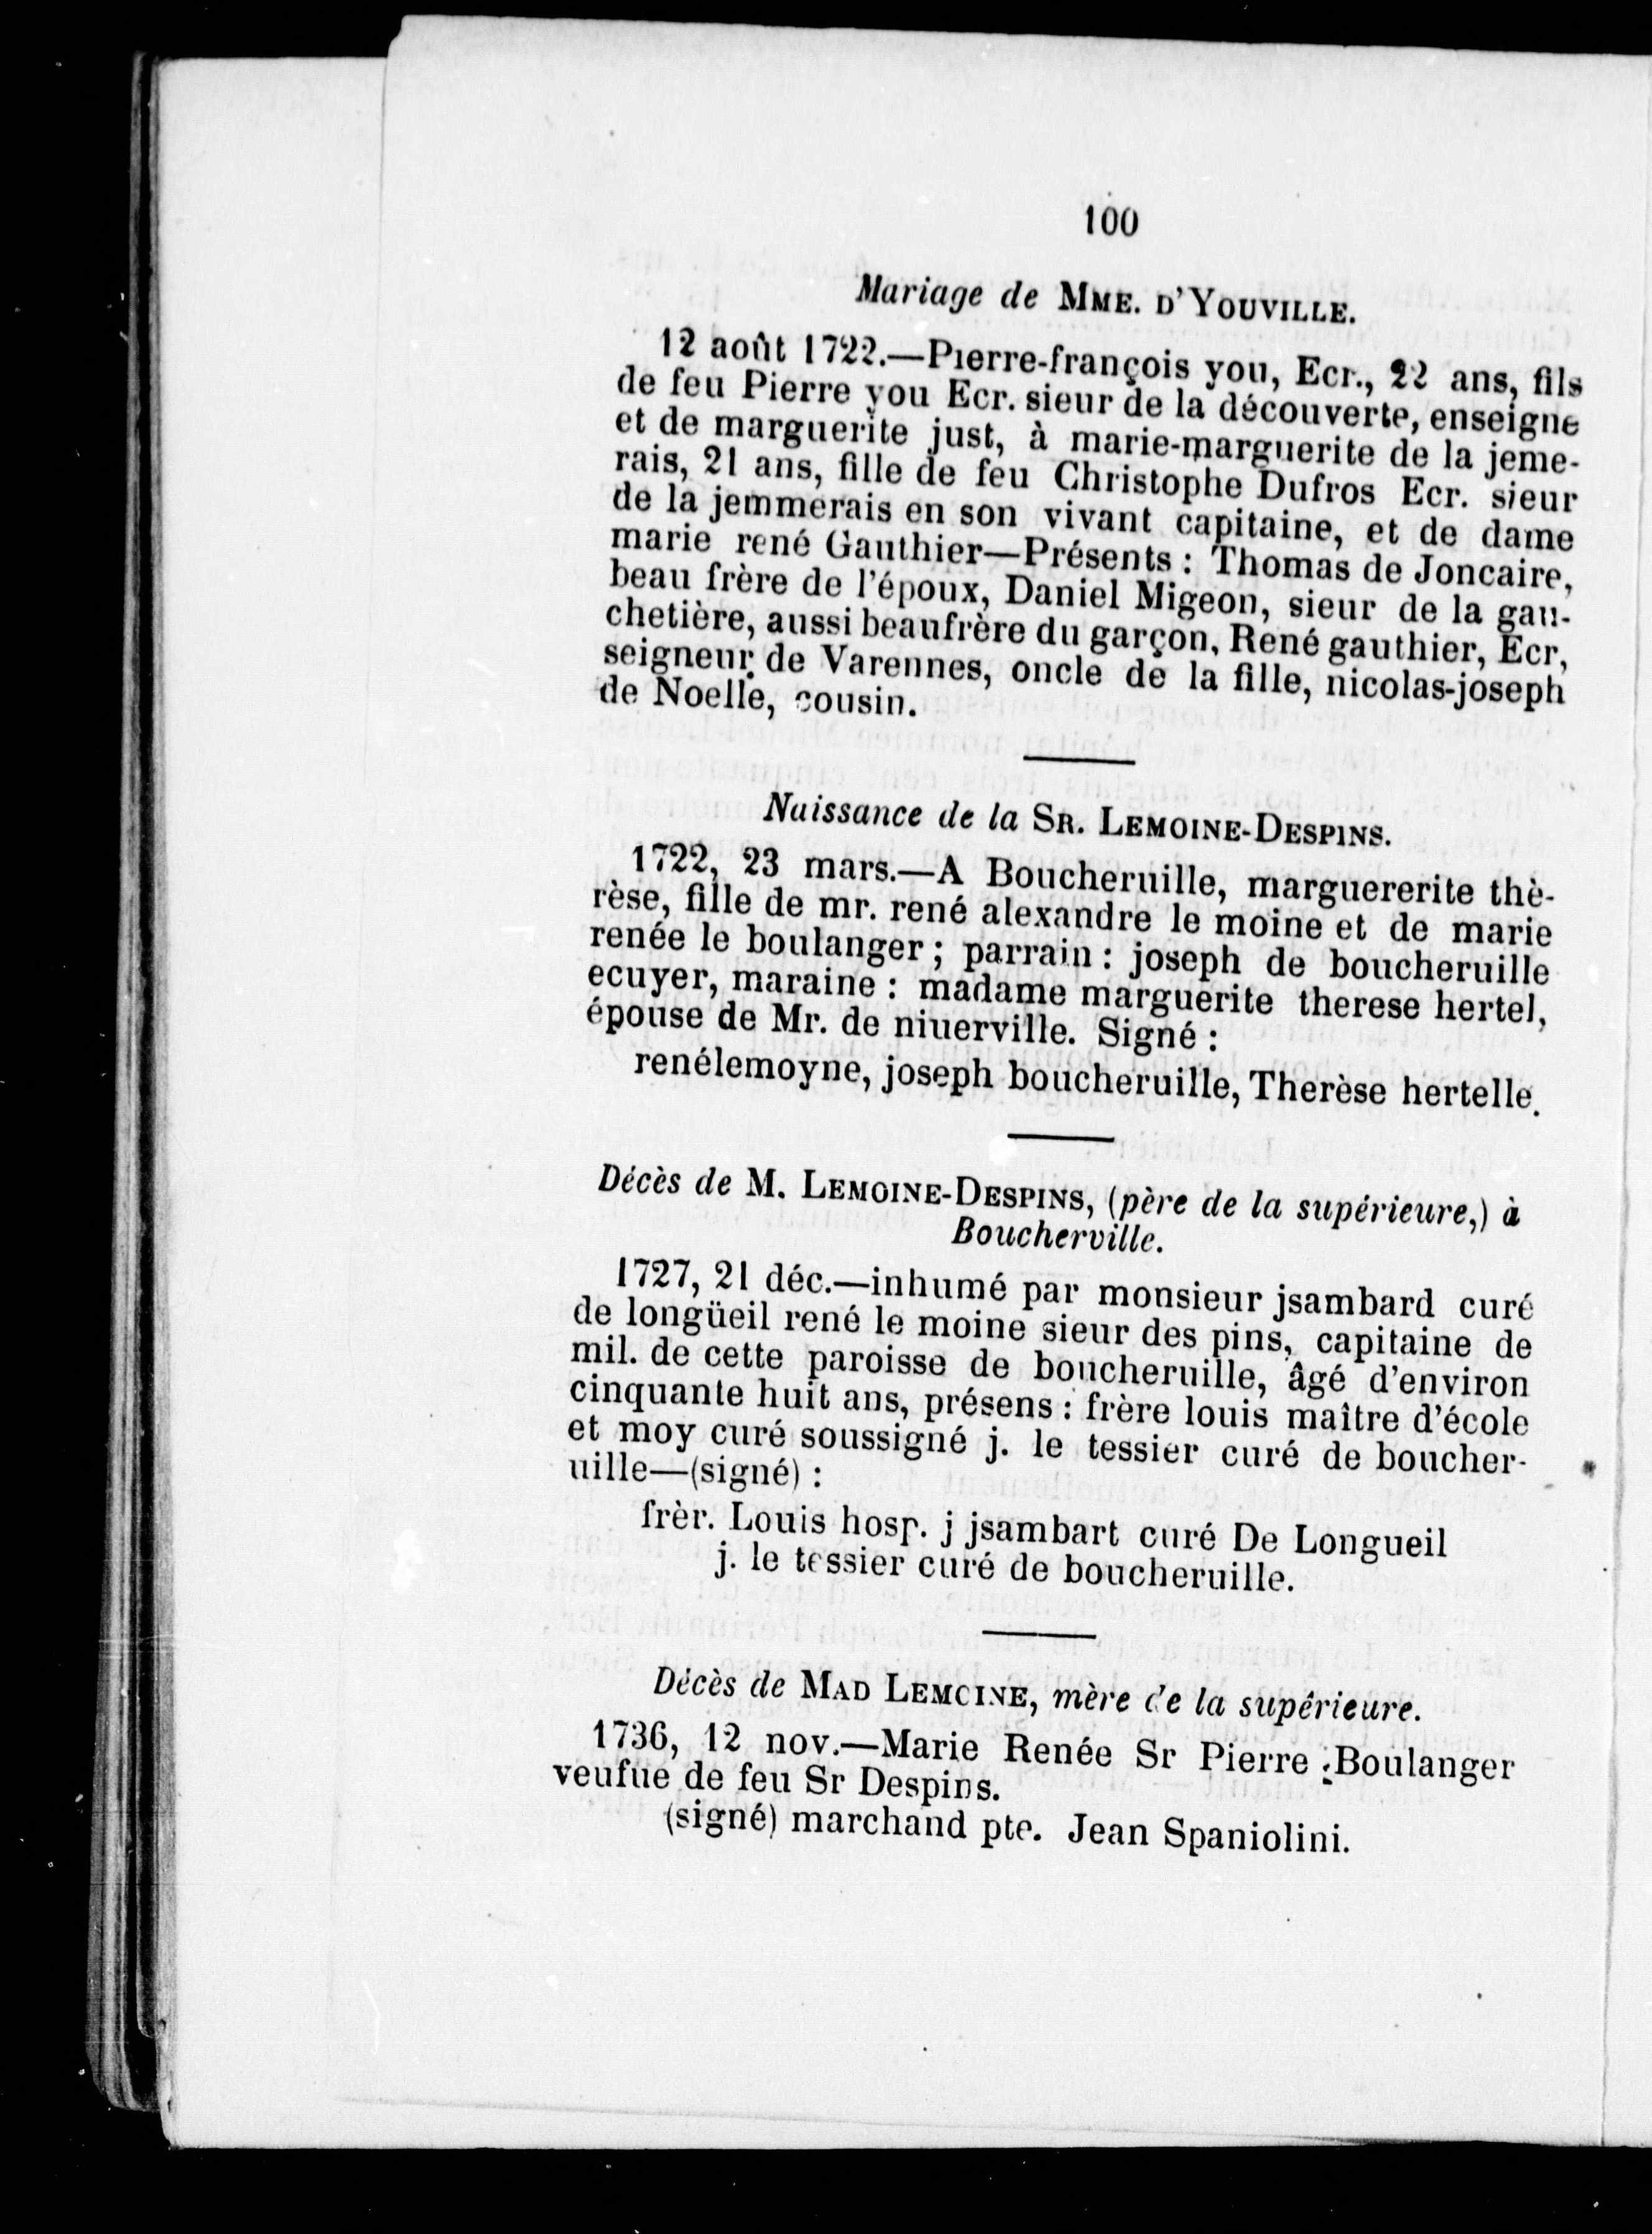 100
Mariage de MME. D'YOUVILLE.
12 août 1722.—Pierre-françois you, Ecr., 22 ans, fils
de feu Pierre you Ecr. sieur de la découverte, enseigne
et de marguerite just, à marie-marguerite de la jeme-
rais, 21 ans, fille de feu Christophe Dufros Ecr. sieur
de la jemmerais en son vivant capitaine, et de dame
marie rené Gauthier—Présents : Thomas de Joncaire,
beau frère de l'époux, Daniel Migeon, sieur de la gau-
chetière, aussi beaufrère du garçon, René gauthier, Ecr,
seigneur de Varennes, oncle de la fille, nicolas-joseph
de Noelle, cousin.
Naissance de la SR. LEMOINE-DESPINS.
1722, 23 mars.—A Boucheruille, marguererite thè-
rèse, fille de mr. rené alexandre le moine et de marie
renée le boulanger ; parrain : joseph de boucheruille
ecuyer, maraine : madame marguerite therese hertel,
épouse de Mr. de niuerville. Signé :
renélemoyne, joseph boucheruille, Therèse hertelle.
Décès de M. LEMOINE-DESPINS, (père de la supérieure,) à
Boucherville.
1727, 21 déc.—inhumé par monsieur jsambard curé
de longüeil rené le moine sieur des pins, capitaine de
mil. de cette paroisse de boucheruille, âgé d'environ
cinquante huit ans, présens : frère louis maître d'école
et moy curé soussigné j. le tessier curé de boucher-
uille—(signé) :
frèr. Louis hosp. j jsambart curé De Longueil
j. le tessier curé de boucheruille.
Décès de MAD LEMOINE, mère de la supérieure.
1736, 12 nov.—Marie Renée Sr Pierre Boulanger
veufue de feu Sr Despins.
(signé) marchand pte. Jean Spaniolini.